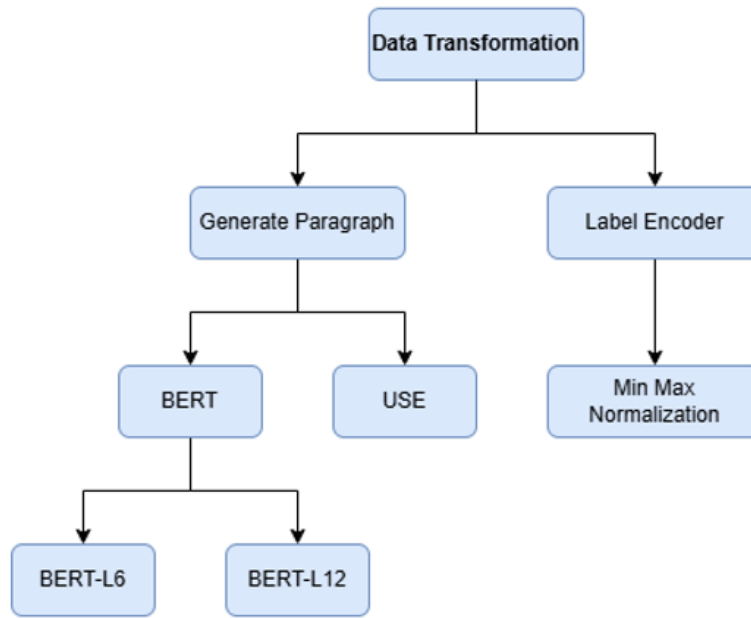 Data Transformation
Generate Paragraph
Label Encoder
BERT
USE
Min Max
Normalization
BERT-L6
BERT-L12